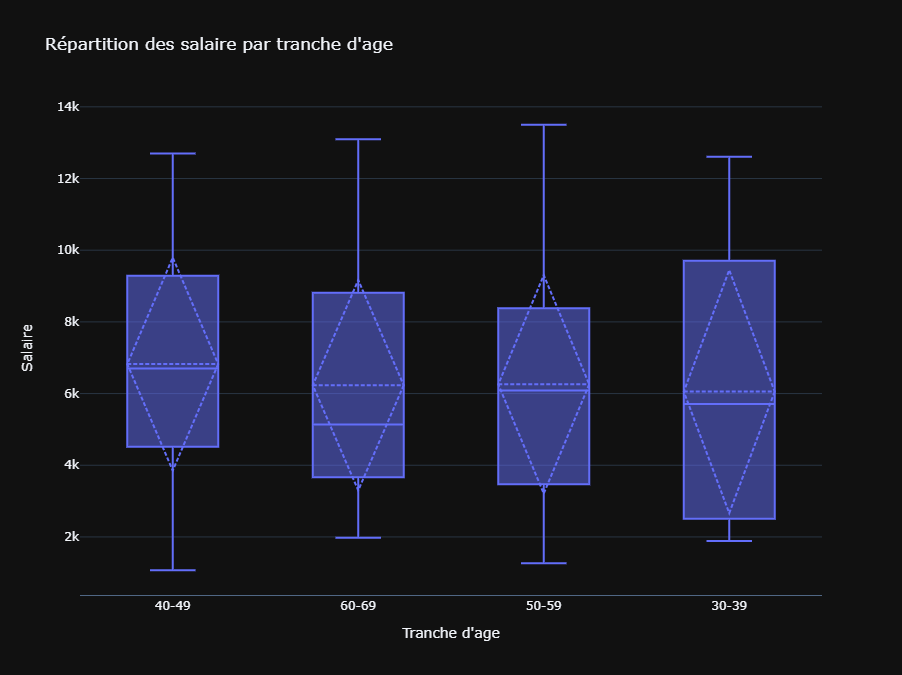 Répartition des salaire par tranche d'age
14k
12k
10k
8k
6k
4k
2k
Salaire
40-49
60-69
50-59
30-39
Tranche d'age